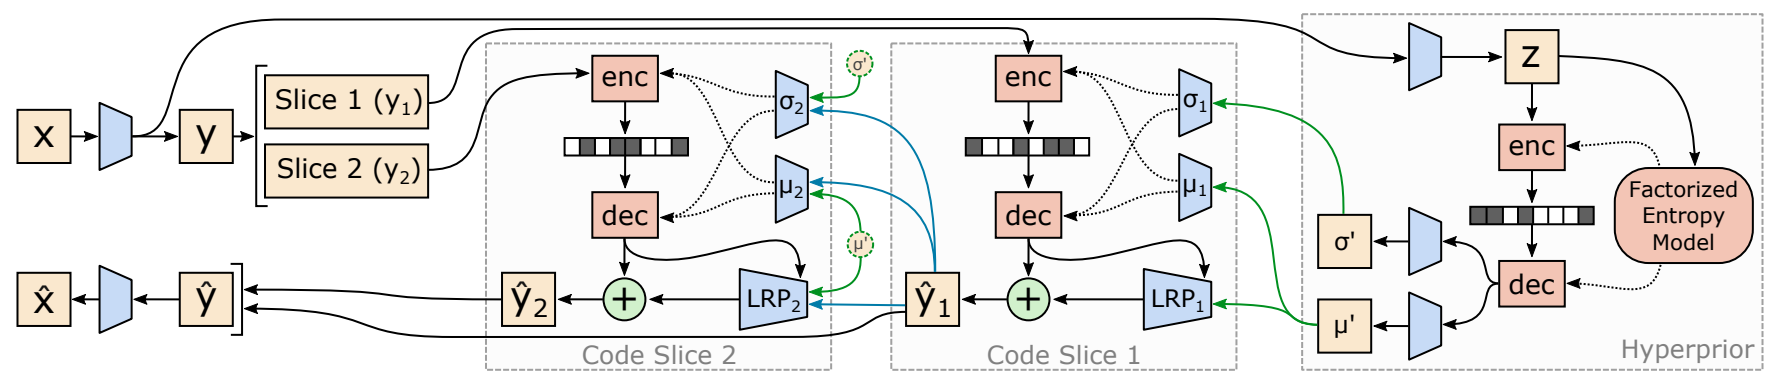 x
y
Slice 1 (y₁)
Slice 2 (y₂)
x̂
ŷ
enc
dec
σ₂
μ₂
σ'
μ'
LRP₂
+
ŷ₂
Code Slice 2
enc
dec
σ₁
μ₁
LRP₁
+
ŷ₁
Code Slice 1
z
enc
Factorized
Entropy
Model
dec
σ'
μ'
Hyperprior